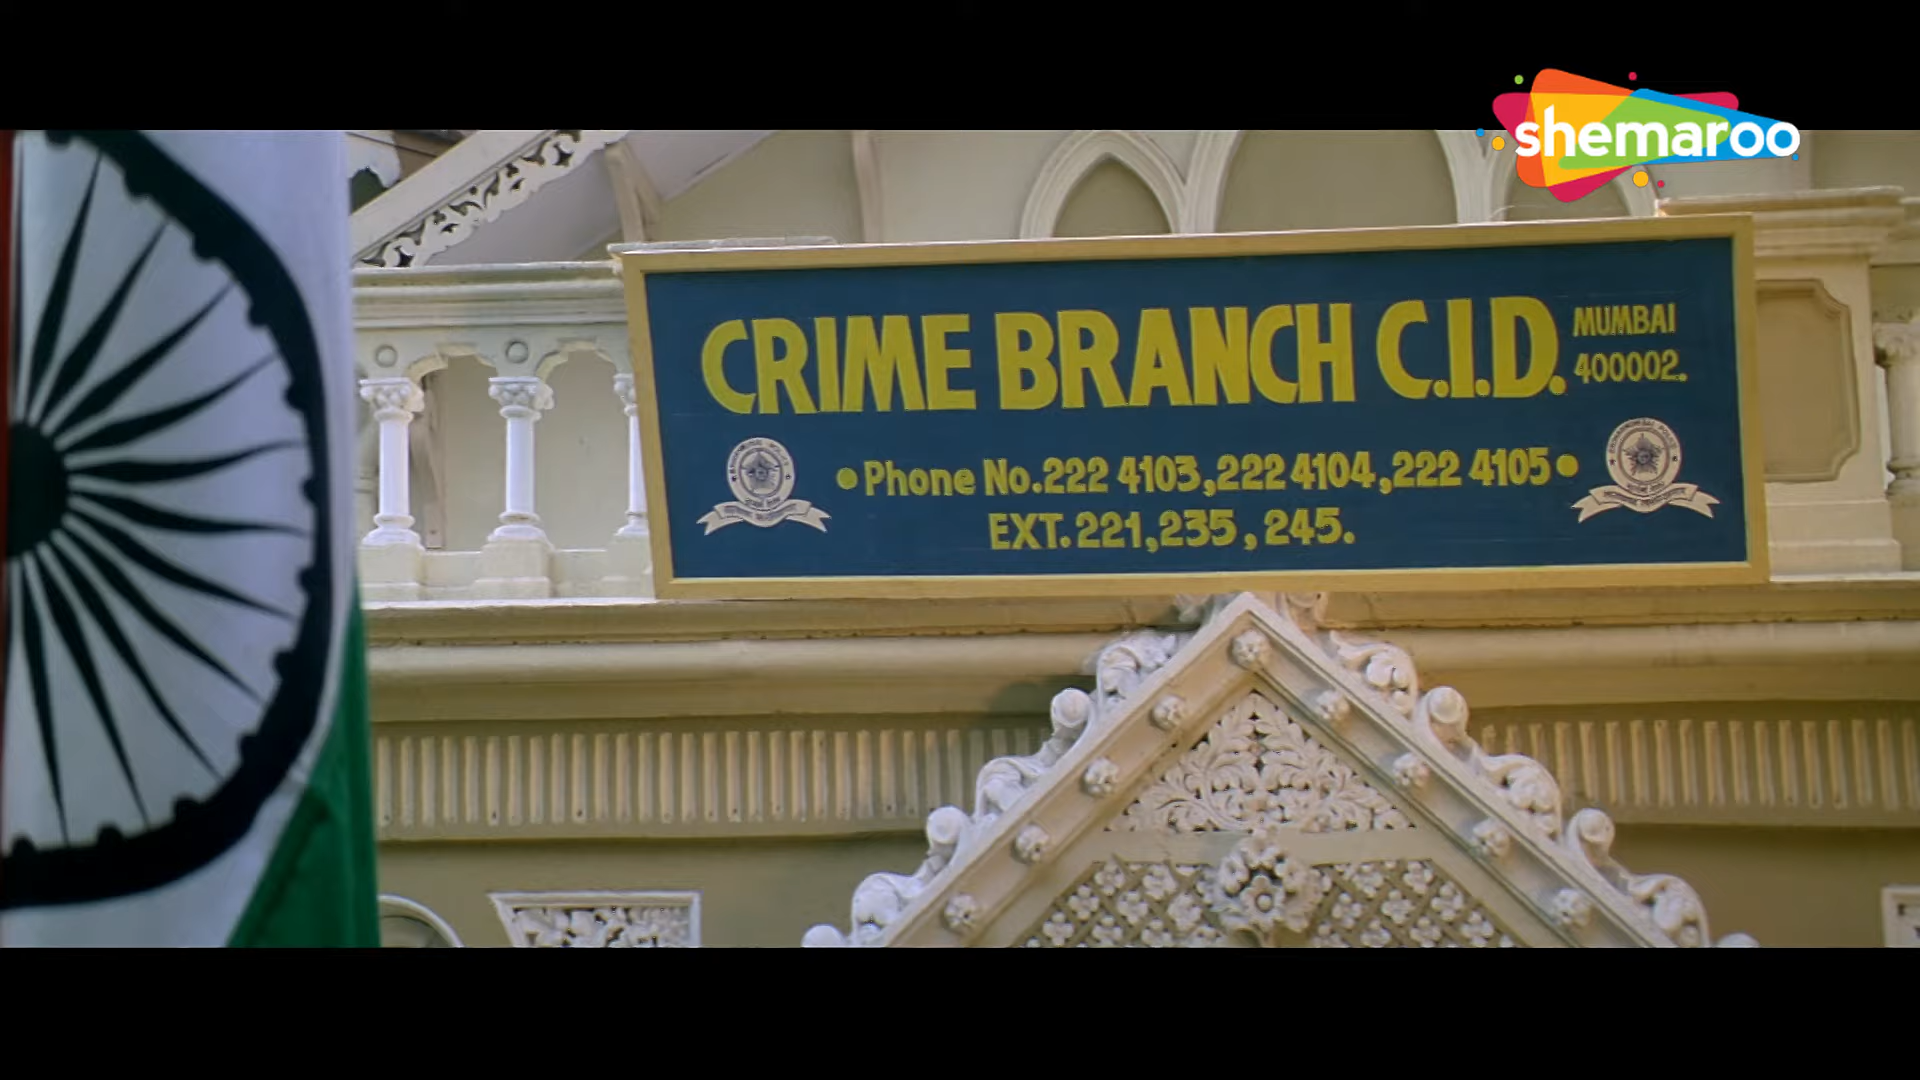 shemaroo
CRIME BRANCH C.I.D. MUMBAI
400002.
• Phone No. 222 4103, 222 4104, 222 4105 •
EXT. 221, 235, 245.